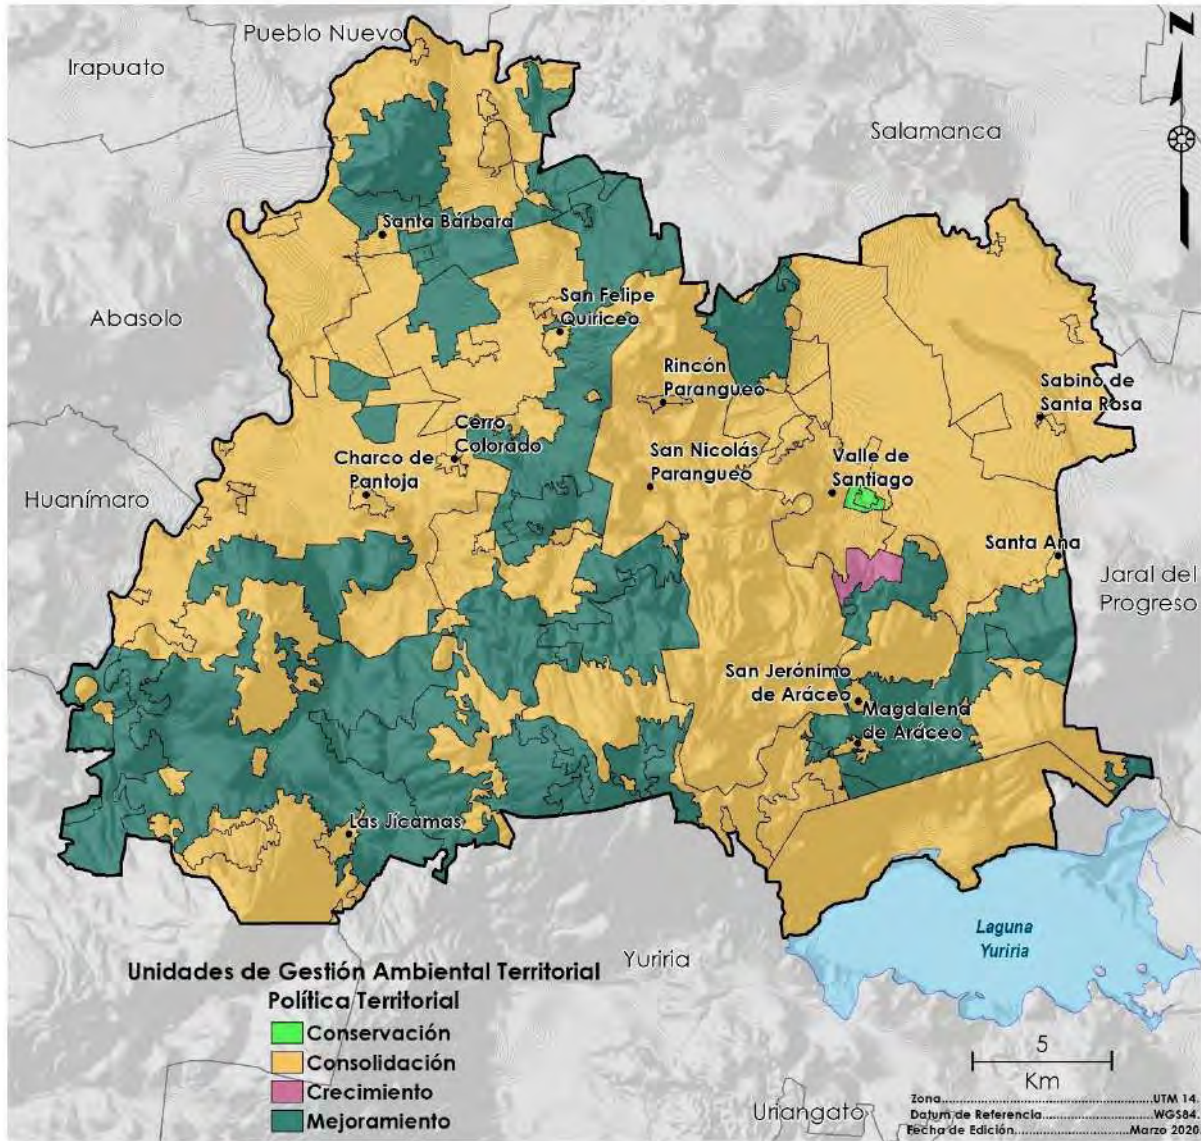 Pueblo Nuevo
Irapuato
Salamanca
Santa Bárbara
San Felipe
Quiriceo
Abasolo
Rincón
Parangueo
Sabino de
Santa Rosa
Cerro
Colorado
Charco de
Pantoja
San Nicolás
Parangueo
Valle de
Santiago
Huanímaro
Santa Ana
Jaral del
Progreso
San Jerónimo
de Aráceo
Magdalena
de Aráceo
Las Jícamas
Laguna
Yuriria
Yuriria
Unidades de Gestión Ambiental Territorial
Política Territorial
Conservación
Consolidación
Crecimiento
Mejoramiento
5
Km
Uriangato
Zona....................................UTM 14.
Datum de Referencia....................WGS84.
Fecha de Edición................Marzo 2026
N